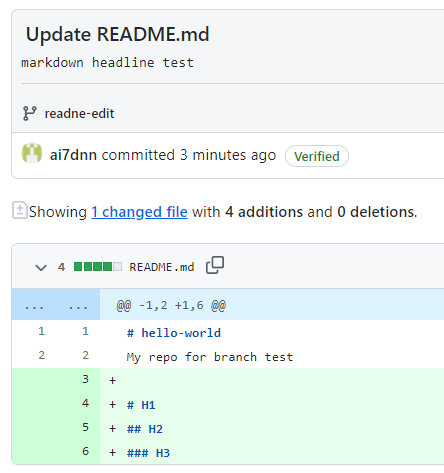 Update README.md
markdown headline test
readne-edit
ai7dnn committed 3 minutes ago Verified
Showing 1 changed file with 4 additions and 0 deletions.
4 README.md
... ... @@ -1,2 +1,6 @@
1 1 # hello-world
2 2 My repo for branch test
3 +
4 + # H1
5 + ## H2
6 + ### H3